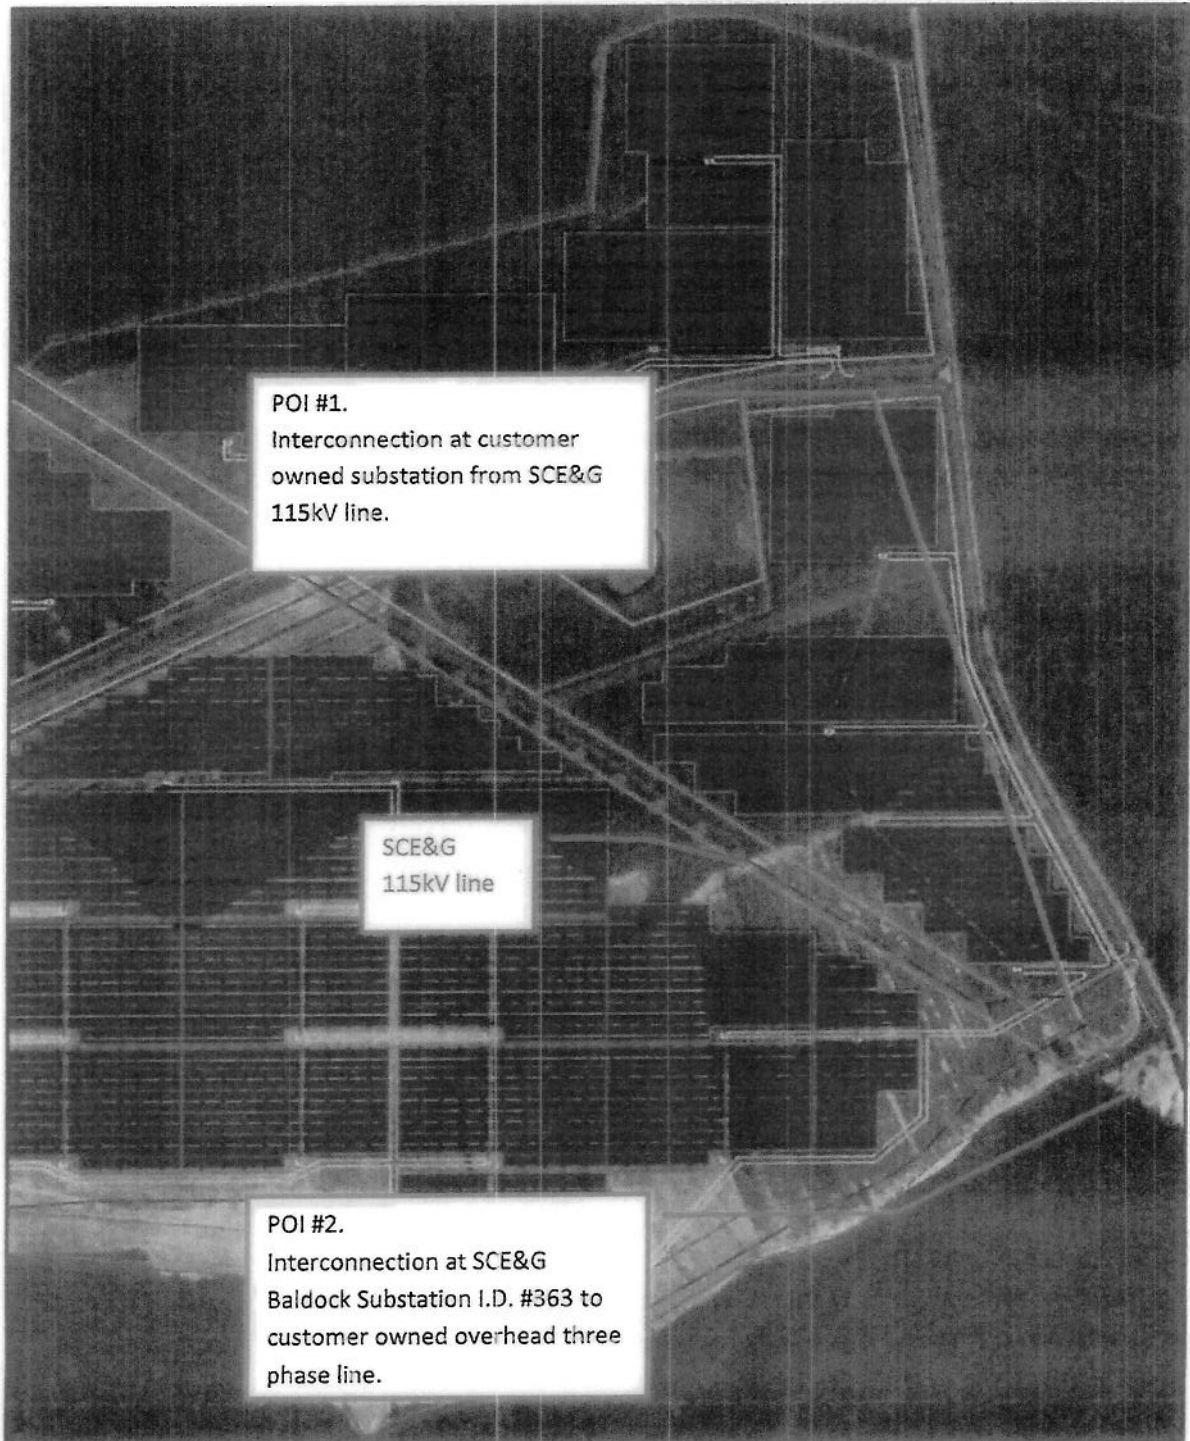 POI #1.
Interconnection at customer
owned substation from SCE&G
115kV line.
SCE&G
115kV line
POI #2.
Interconnection at SCE&G
Baldock Substation I.D. #363 to
customer owned overhead three
phase line.